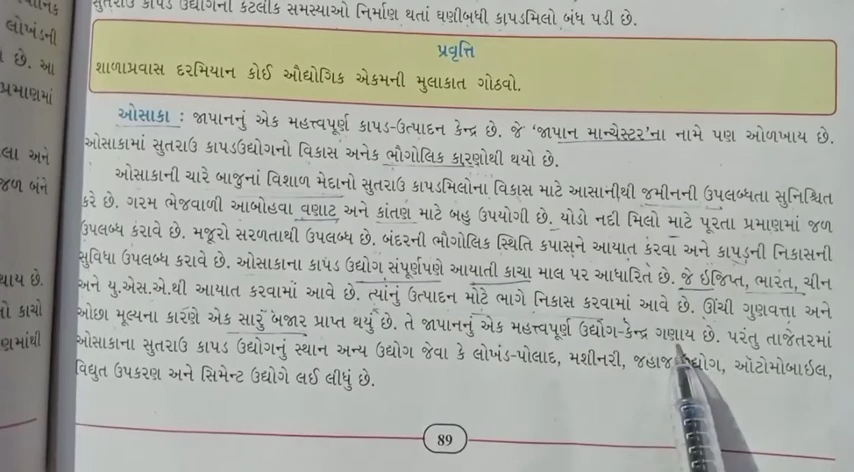 સુતરાઉ કાપડ ઉદ્યોગની કેટલીક સમસ્યાઓ નિર્માણ થતાં ઘણીબધી કાપડમિલો બંધ પડી છે.
પ્રવૃત્તિ
શાળાપ્રવાસ દરમિયાન કોઈ ઔદ્યોગિક એકમની મુલાકાત ગોઠવો.
ઓસાકા : જાપાનનું એક મહત્ત્વપૂર્ણ કાપડ-ઉત્પાદન કેન્દ્ર છે. જે 'જાપાન માન્ચેસ્ટર'ના નામે પણ ઓળખાય છે.
ઓસાકામાં સુતરાઉ કાપડઉદ્યોગનો વિકાસ અનેક ભૌગોલિક કારણોથી થયો છે.
ઓસાકાની ચારે બાજુનાં વિશાળ મેદાનો સુતરાઉ કાપડમિલોના વિકાસ માટે આસાનીથી જમીનની ઉપલબ્ધતા સુનિશ્ચિત
કરે છે. ગરમ ભેજવાળી આબોહવા વણાટ અને કાંતણ માટે બહુ ઉપયોગી છે. યોડો નદી મિલો માટે પૂરતા પ્રમાણમાં જળ
ઉપલબ્ધ કરાવે છે. મજૂરો સરળતાથી ઉપલબ્ધ છે. બંદરની ભૌગોલિક સ્થિતિ કપાસને આયાત કરવા અને કાપડની નિકાસની
સુવિધા ઉપલબ્ધ કરાવે છે. ઓસાકાના કાપડ ઉદ્યોગ સંપૂર્ણપણે આયાતી કાચા માલ પર આધારિત છે. જે ઇજિપ્ત, ભારત, ચીન
અને યુ.એસ.એ.થી આયાત કરવામાં આવે છે. ત્યાંનું ઉત્પાદન મોટે ભાગે નિકાસ કરવામાં આવે છે. ઊંચી ગુણવત્તા અને
ઓછા મૂલ્યના કારણે એક સારું બજાર પ્રાપ્ત થયું છે. તે જાપાનનું એક મહત્ત્વપૂર્ણ ઉદ્યોગ-કેન્દ્ર ગણાય છે. પરંતુ તાજેતરમાં
ઓસાકાના સુતરાઉ કાપડ ઉદ્યોગનું સ્થાન અન્ય ઉદ્યોગ જેવા કે લોખંડ-પોલાદ, મશીનરી, જહાજ ઉદ્યોગ, ઑટોમોબાઇલ,
વિદ્યુત ઉપકરણ અને સિમેન્ટ ઉદ્યોગે લઈ લીધું છે.
89
લોખંડની
છે. આ
પ્રમાણમાં
અને
જળ બંને
થાય છે.
કાચો